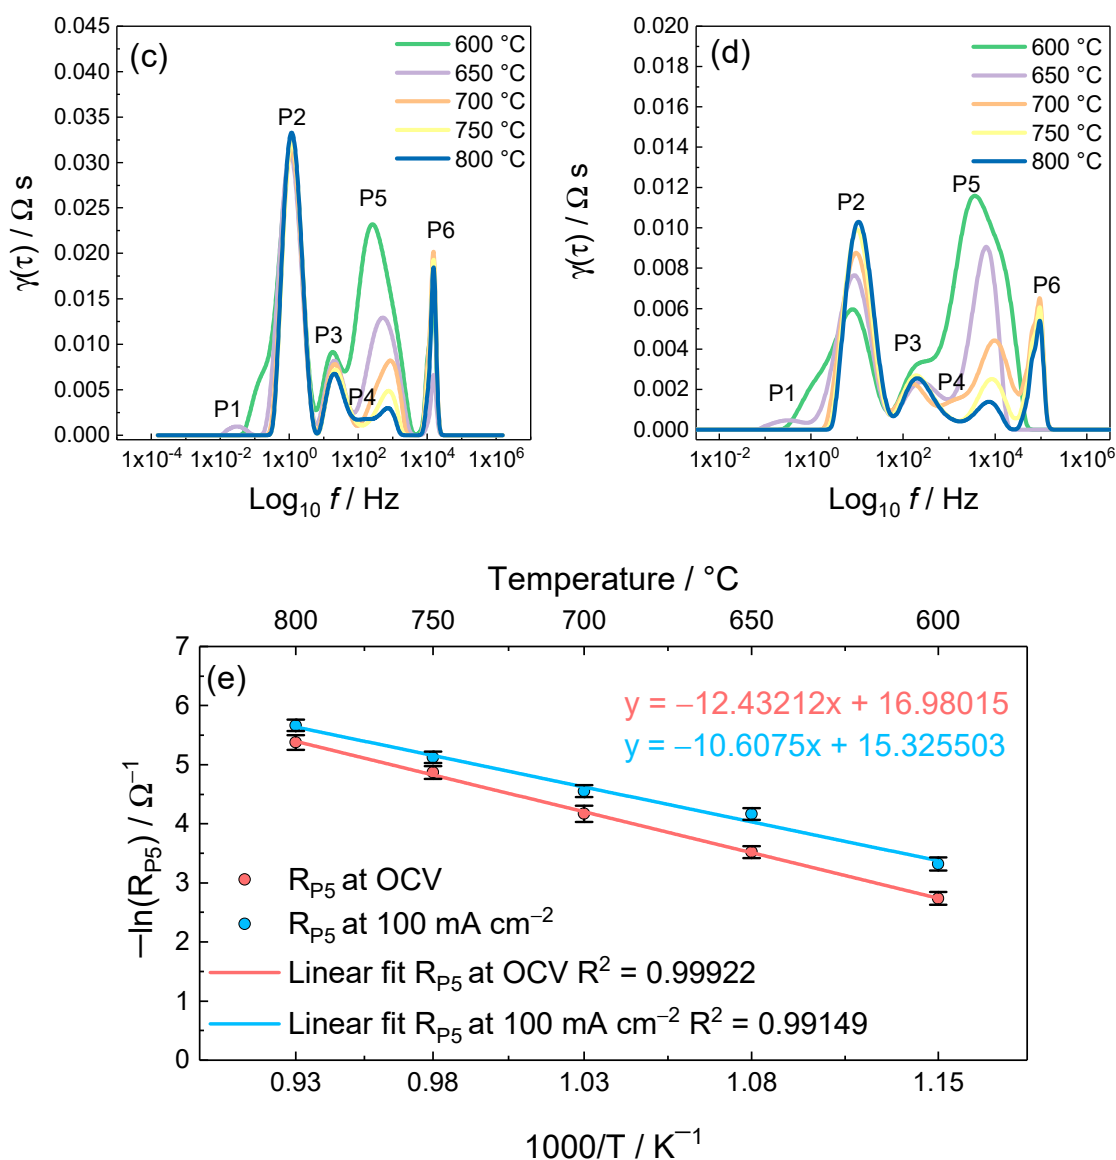 (c)
600 °C
650 °C
700 °C
750 °C
800 °C
P1
P2
P3
P4
P5
P6
0.045
0.040
0.035
0.030
0.025
0.020
0.015
0.010
0.005
0.000
γ(τ) / Ω s
1x10⁻⁴ 1x10⁻² 1x10⁰ 1x10² 1x10⁴ 1x10⁶
Log₁₀ f / Hz
(d)
600 °C
650 °C
700 °C
750 °C
800 °C
P1
P2
P3
P4
P5
P6
0.020
0.018
0.016
0.014
0.012
0.010
0.008
0.006
0.004
0.002
0.000
γ(τ) / Ω s
1x10⁻² 1x10⁰ 1x10² 1x10⁴ 1x10⁶
Log₁₀ f / Hz
Temperature / °C
800 750 700 650 600
(e)
y = −12.43212x + 16.98015
y = −10.6075x + 15.325503
7
6
5
4
3
2
1
0
−ln(R_P5) / Ω⁻¹
R_P5 at OCV
R_P5 at 100 mA cm⁻²
Linear fit R_P5 at OCV R² = 0.99922
Linear fit R_P5 at 100 mA cm⁻² R² = 0.99149
0.93 0.98 1.03 1.08 1.15
1000/T / K⁻¹